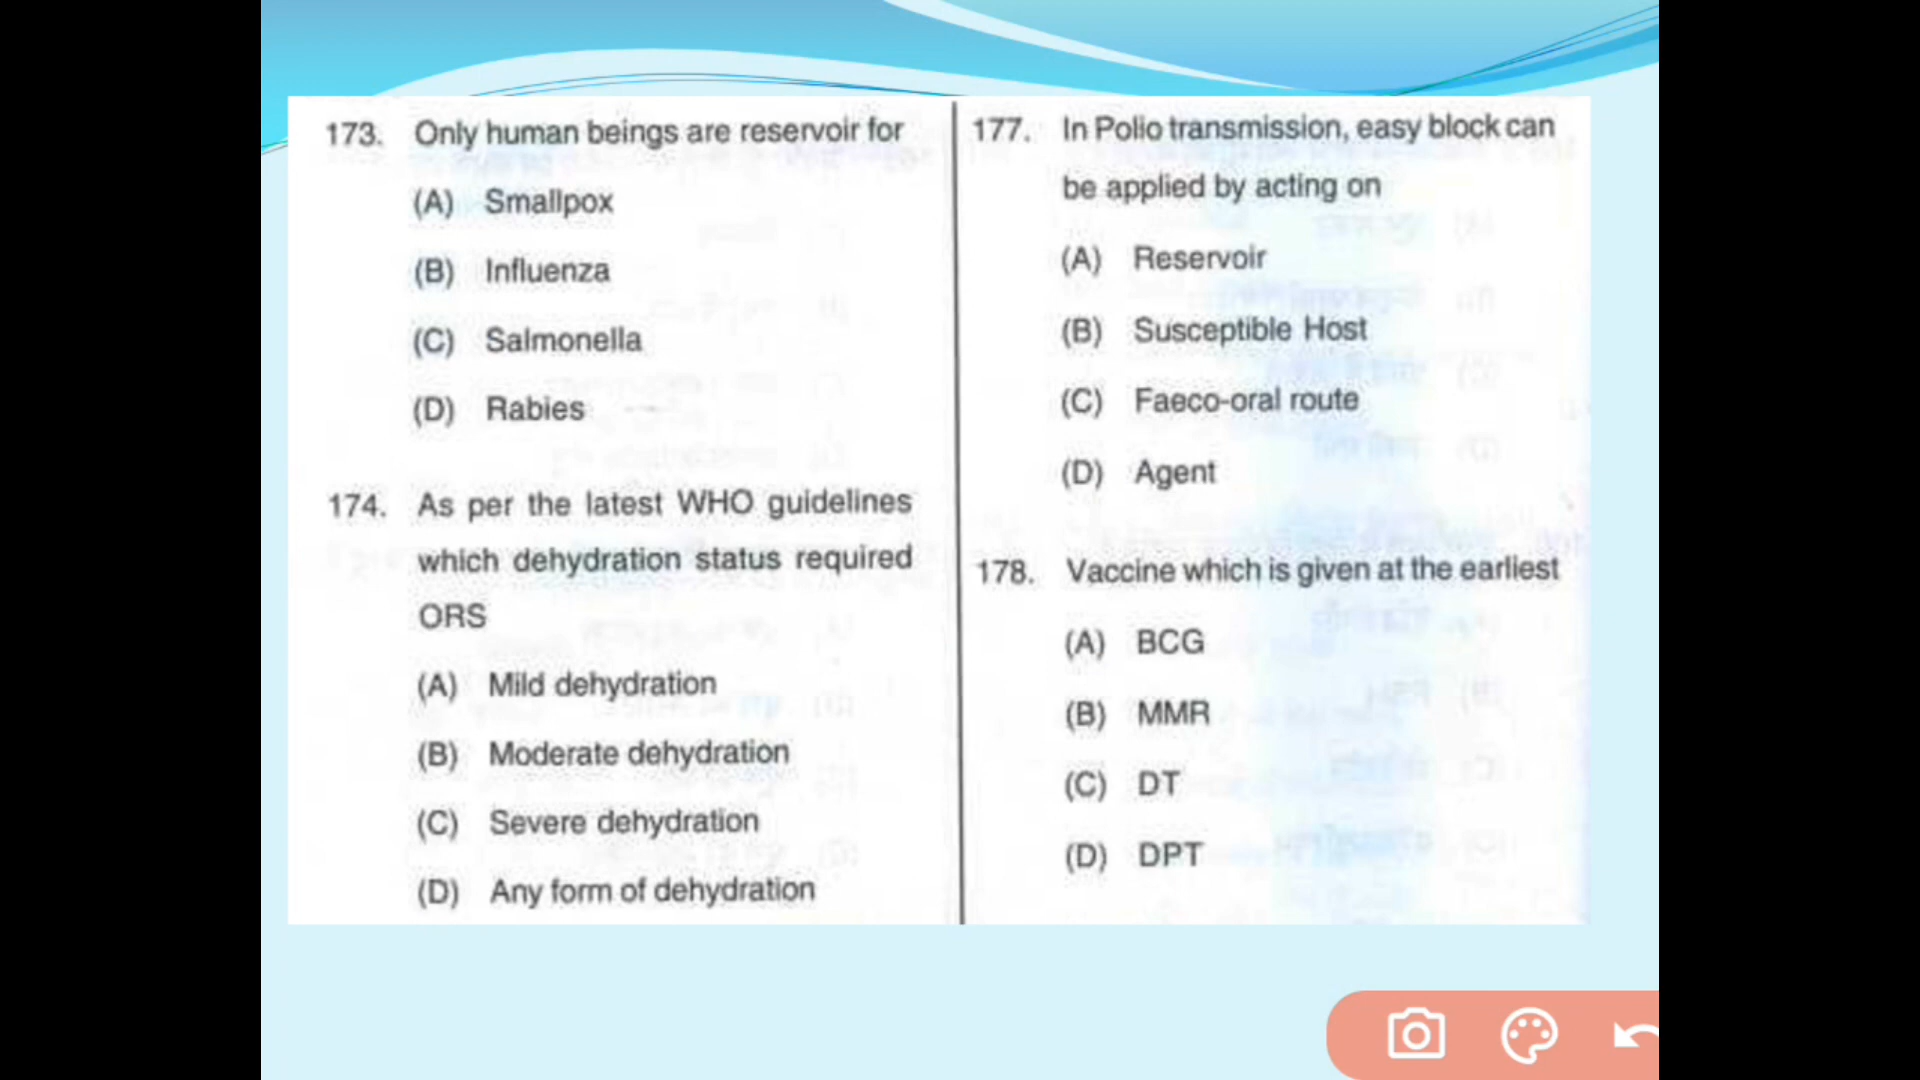 173. Only human beings are reservoir for
(A) Smallpox
(B) Influenza
(C) Salmonella
(D) Rabies
174. As per the latest WHO guidelines
which dehydration status required
ORS
(A) Mild dehydration
(B) Moderate dehydration
(C) Severe dehydration
(D) Any form of dehydration
177. In Polio transmission, easy block can
be applied by acting on
(A) Reservoir
(B) Susceptible Host
(C) Faeco-oral route
(D) Agent
178. Vaccine which is given at the earliest
(A) BCG
(B) MMR
(C) DT
(D) DPT